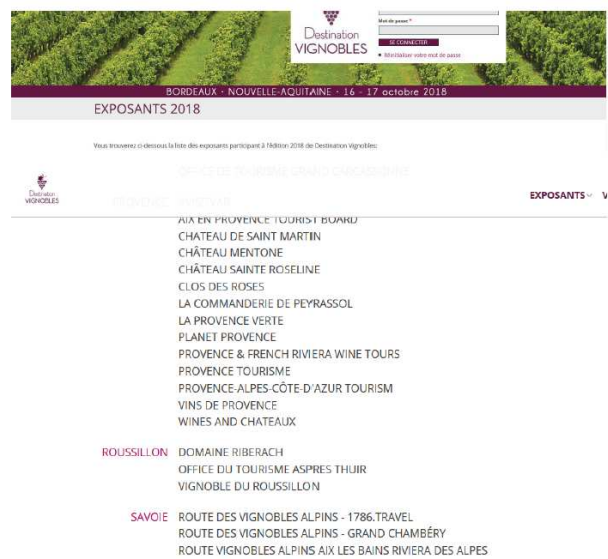 Mot de passe *
Destination
VIGNOBLES
SE CONNECTER
Réinitialiser votre mot de passe
BORDEAUX - NOUVELLE-AQUITAINE - 16 - 17 octobre 2018
EXPOSANTS 2018
Vous trouverez ci-dessous la liste des exposants participant à l'édition 2018 de Destination Vignobles:
OFFICE DE TOURISME GRAND CARCASSONNE
Destination
VIGNOBLES
EXPOSANTS
PROVENCE
AIX EN PROVENCE TOURIST BOARD
CHATEAU DE SAINT MARTIN
CHÂTEAU MENTONE
CHÂTEAU SAINTE ROSELINE
CLOS DES ROSES
LA COMMANDERIE DE PEYRASSOL
LA PROVENCE VERTE
PLANET PROVENCE
PROVENCE & FRENCH RIVIERA WINE TOURS
PROVENCE TOURISME
PROVENCE-ALPES-CÔTE-D'AZUR TOURISM
VINS DE PROVENCE
WINES AND CHATEAUX
ROUSSILLON DOMAINE RIBERACH
OFFICE DU TOURISME ASPRES THUIR
VIGNOBLE DU ROUSSILLON
SAVOIE ROUTE DES VIGNOBLES ALPINS - 1786.TRAVEL
ROUTE DES VIGNOBLES ALPINS - GRAND CHAMBÉRY
ROUTE VIGNOBLES ALPINS AIX LES BAINS RIVIERA DES ALPES